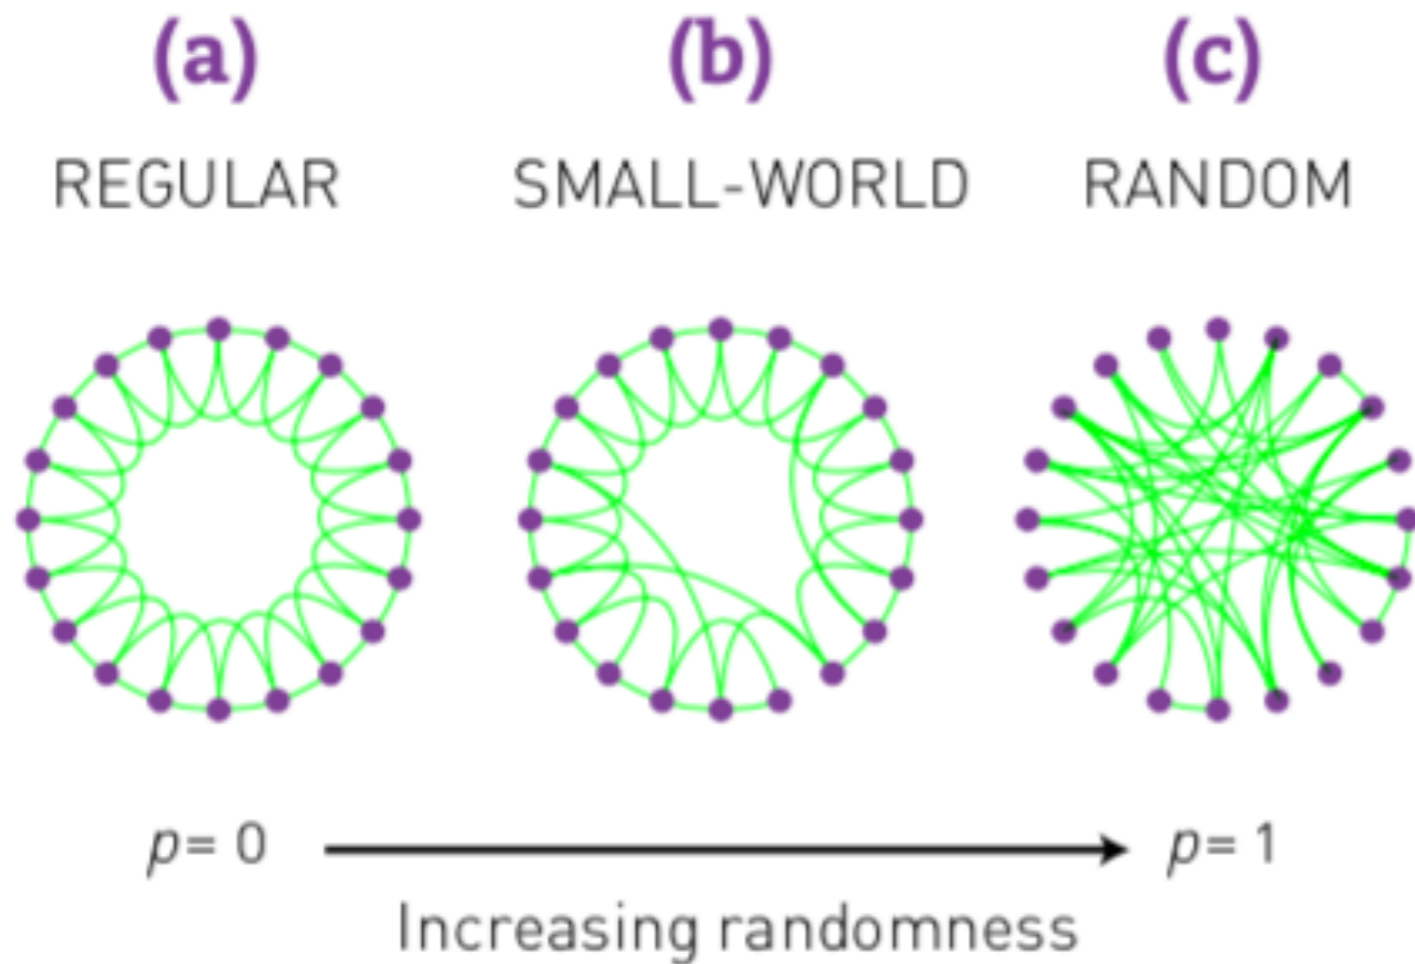 (a) (b) (c)
REGULAR SMALL-WORLD RANDOM
p= 0 p= 1
Increasing randomness